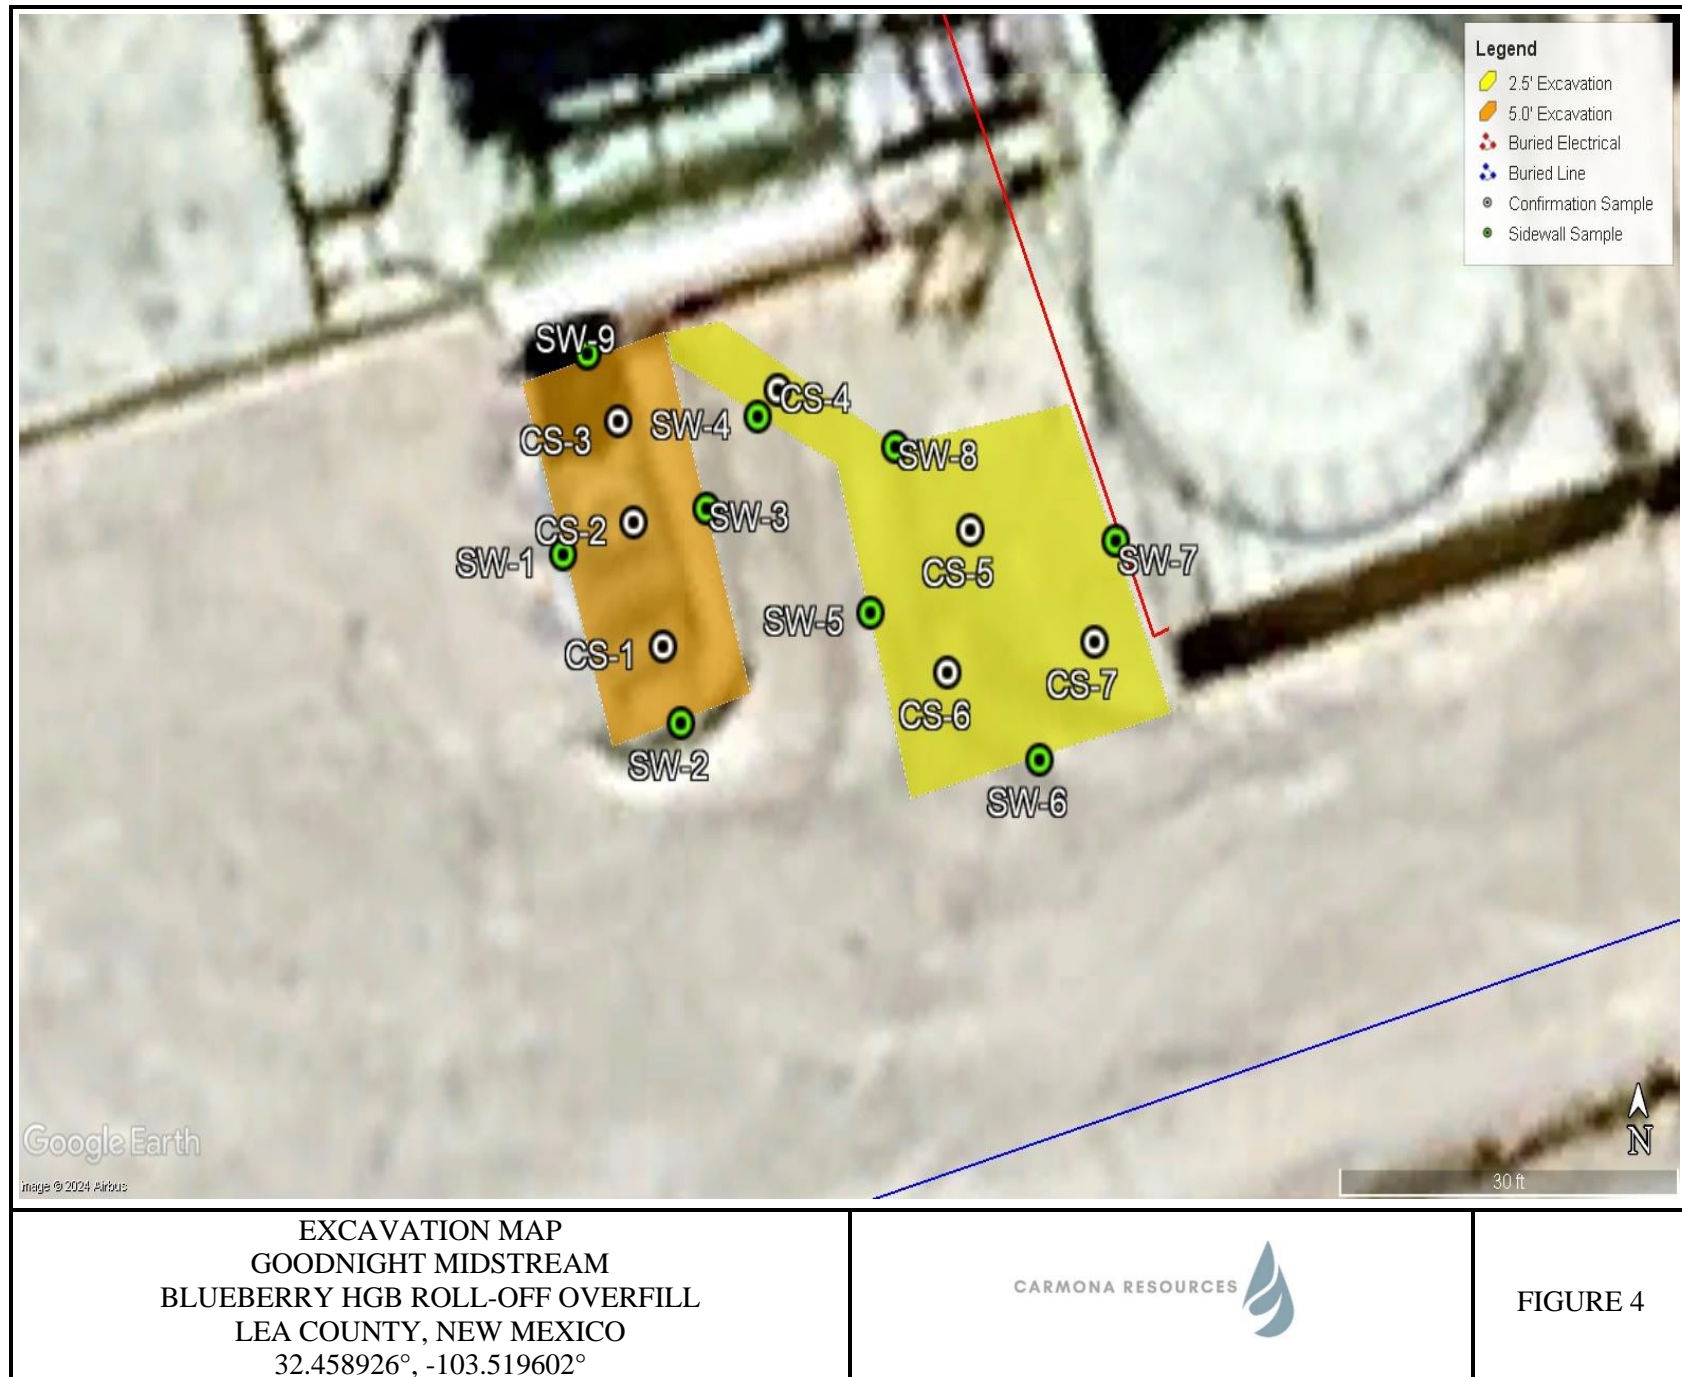 Legend
2.5' Excavation
5.0' Excavation
Buried Electrical
Buried Line
Confirmation Sample
Sidewall Sample
SW-9
CS-4
CS-3
SW-4
SW-8
SW-3
CS-2
SW-1
CS-5
SW-7
SW-5
CS-1
CS-7
CS-6
SW-2
SW-6
N
Google Earth
Image © 2024 Airbus
30 ft
EXCAVATION MAP
GOODNIGHT MIDSTREAM
BLUEBERRY HGB ROLL-OFF OVERFILL
LEA COUNTY, NEW MEXICO
32.458926°, -103.519602°
CARMONA RESOURCES
FIGURE 4